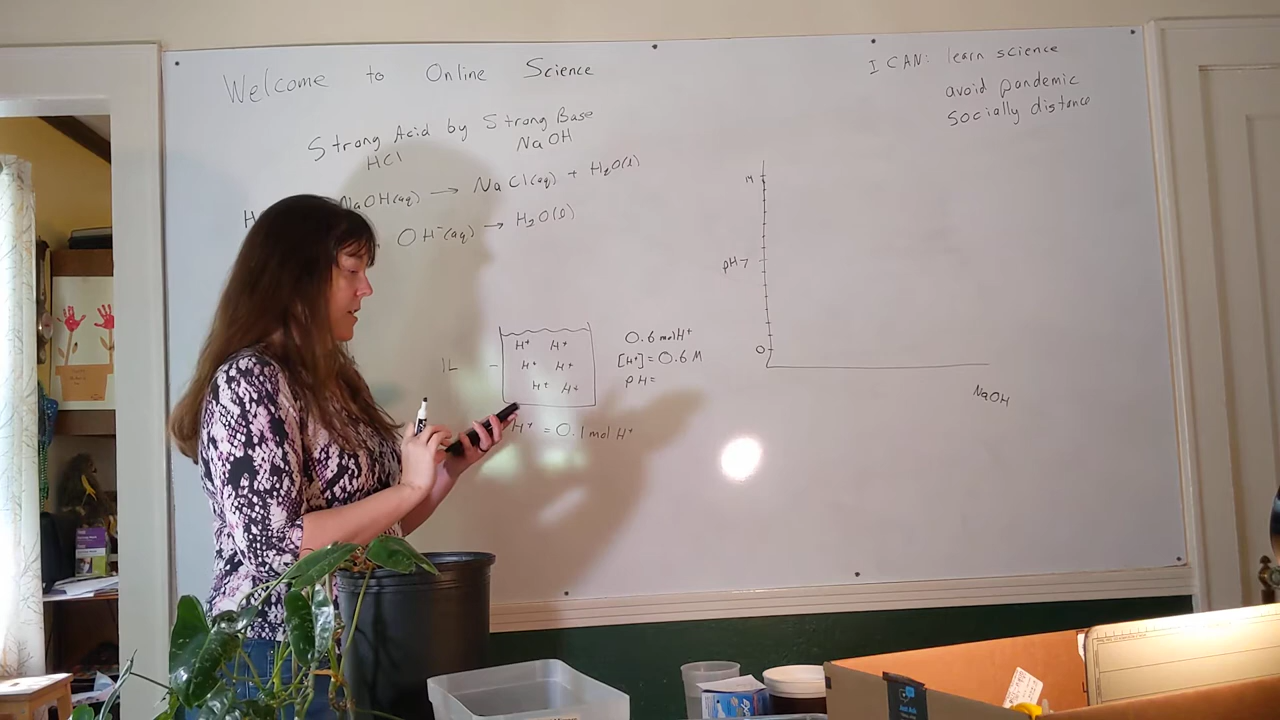 Welcome to Online Science
Strong Acid by Strong Base
HCl NaOH
H NaOH(aq) → NaCl(aq) + H₂O(l)
OH⁻(aq) → H₂O(l)
1L
H⁺ H⁺
H⁺ H⁺
H⁺ H⁺
0.6 mol H⁺
[H⁺] = 0.6 M
pH=
H⁺ = 0.1 mol H⁺
I CAN: learn science
avoid pandemic
socially distance
14
pH 7
0
NaOH